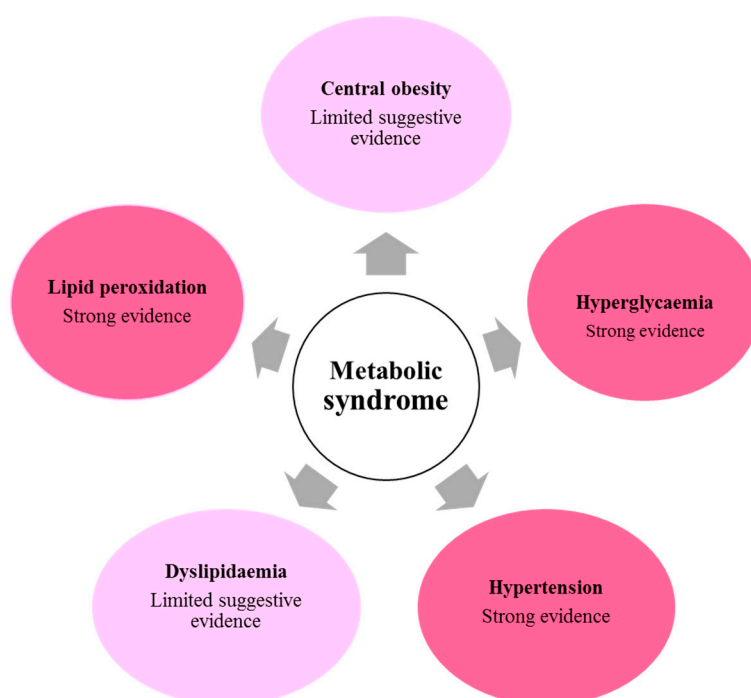 Central obesity
Limited suggestive
evidence
Lipid peroxidation
Strong evidence
Hyperglycaemia
Strong evidence
Metabolic
syndrome
Dyslipidaemia
Limited suggestive
evidence
Hypertension
Strong evidence